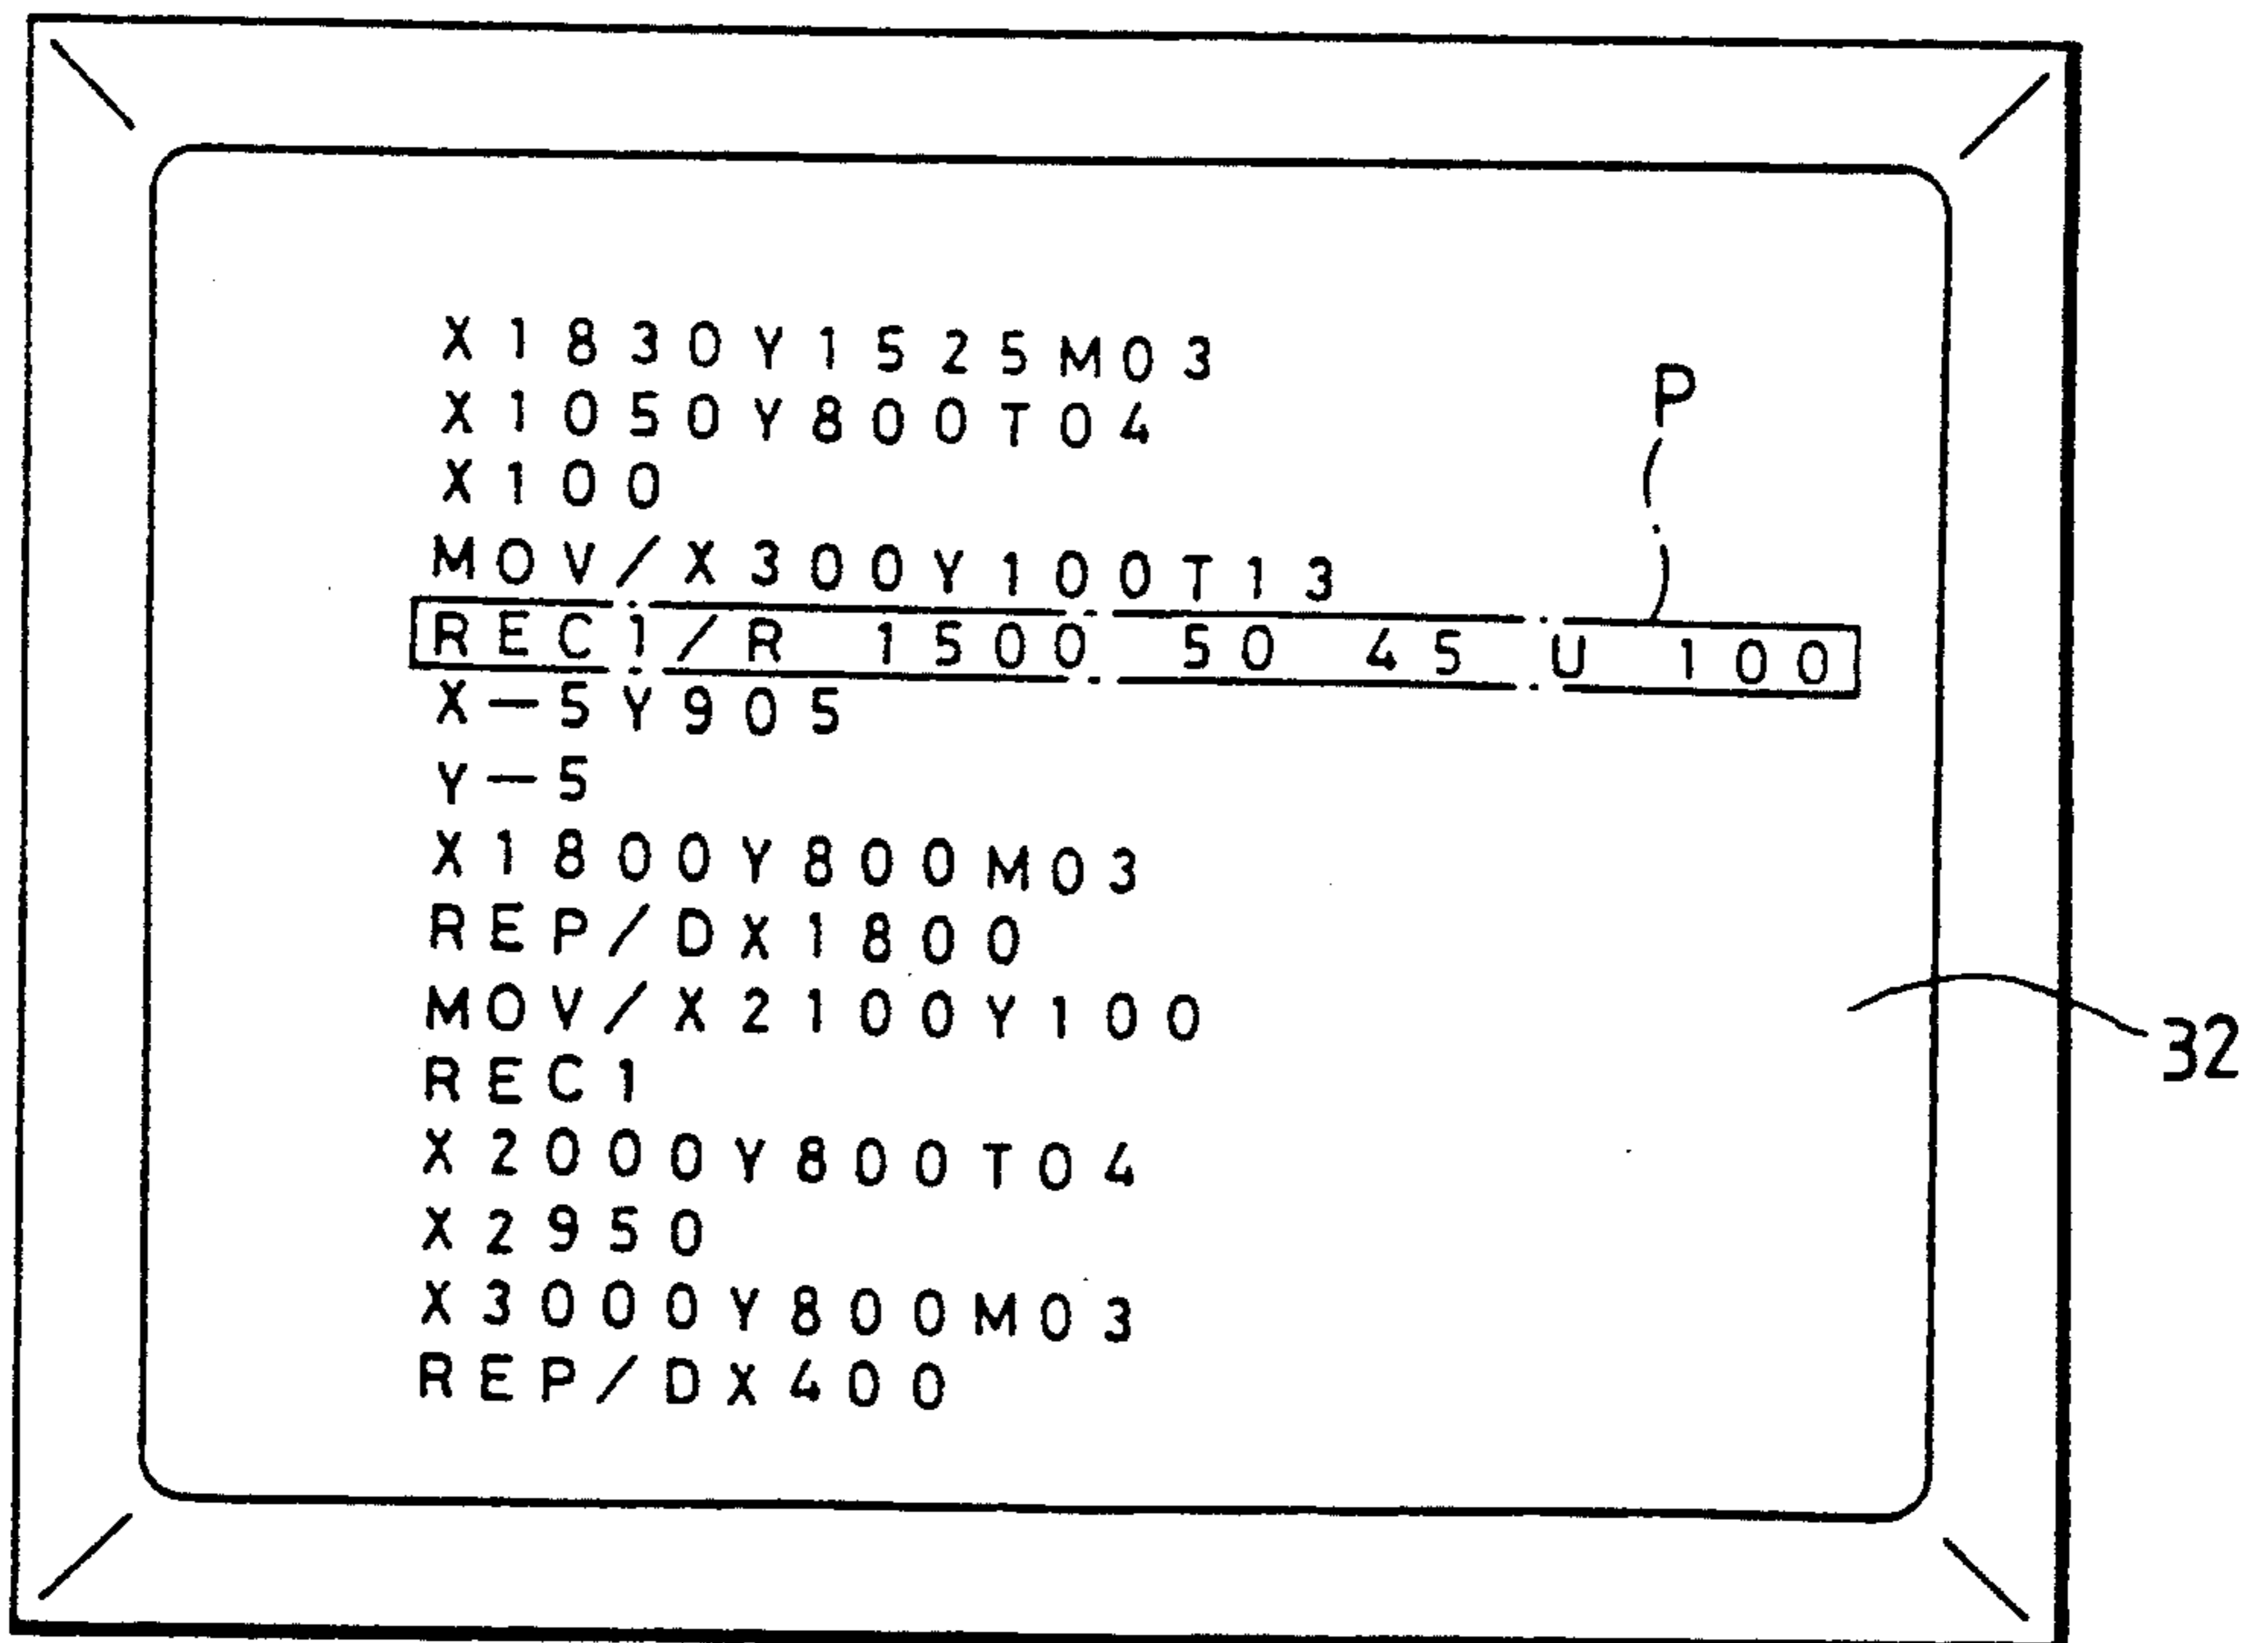 X1830Y1525M03
P
X1050Y800T04
X100
MOV/X300Y100T13
REC1/R 1500 50 45 U 100
X-5Y905
Y-5
X1800Y800M03
REP/DX1800
MOV/X2100Y100
32
REC1
X2000Y800T04
X2950
X3000Y800M03
REP/DX400